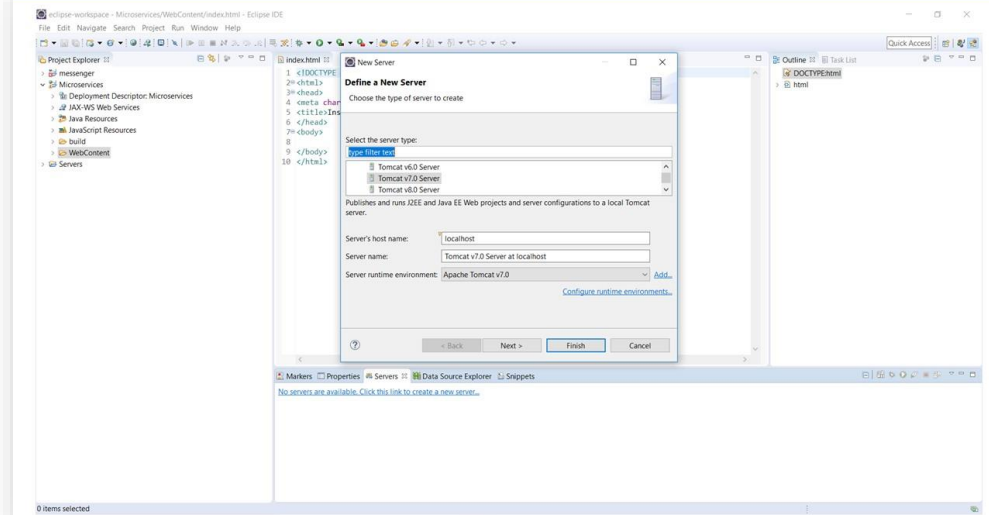 eclipse-workspace - Microservices/WebContent/index.html - Eclipse IDE
File Edit Navigate Search Project Run Window Help
Quick Access
Project Explorer
messenger
Microservices
Deployment Descriptor: Microservices
JAX-WS Web Services
Java Resources
JavaScript Resources
build
WebContent
Servers
index.html
1 <!DOCTYPE
2 <html>
3 <head>
4 <meta char
5 <title>Ins
6 </head>
7 <body>
8
9 </body>
10 </html>
New Server
Define a New Server
Choose the type of server to create
Select the server type:
type filter text
Tomcat v6.0 Server
Tomcat v7.0 Server
Tomcat v8.0 Server
Publishes and runs J2EE and Java EE Web projects and server configurations to a local Tomcat
server.
Server's host name: localhost
Server name: Tomcat v7.0 Server at localhost
Server runtime environment: Apache Tomcat v7.0 Add...
Configure runtime environments...
? < Back Next > Finish Cancel
Outline Task List
DOCTYPE:html
html
Markers Properties Servers Data Source Explorer Snippets
No servers are available. Click this link to create a new server...
0 items selected